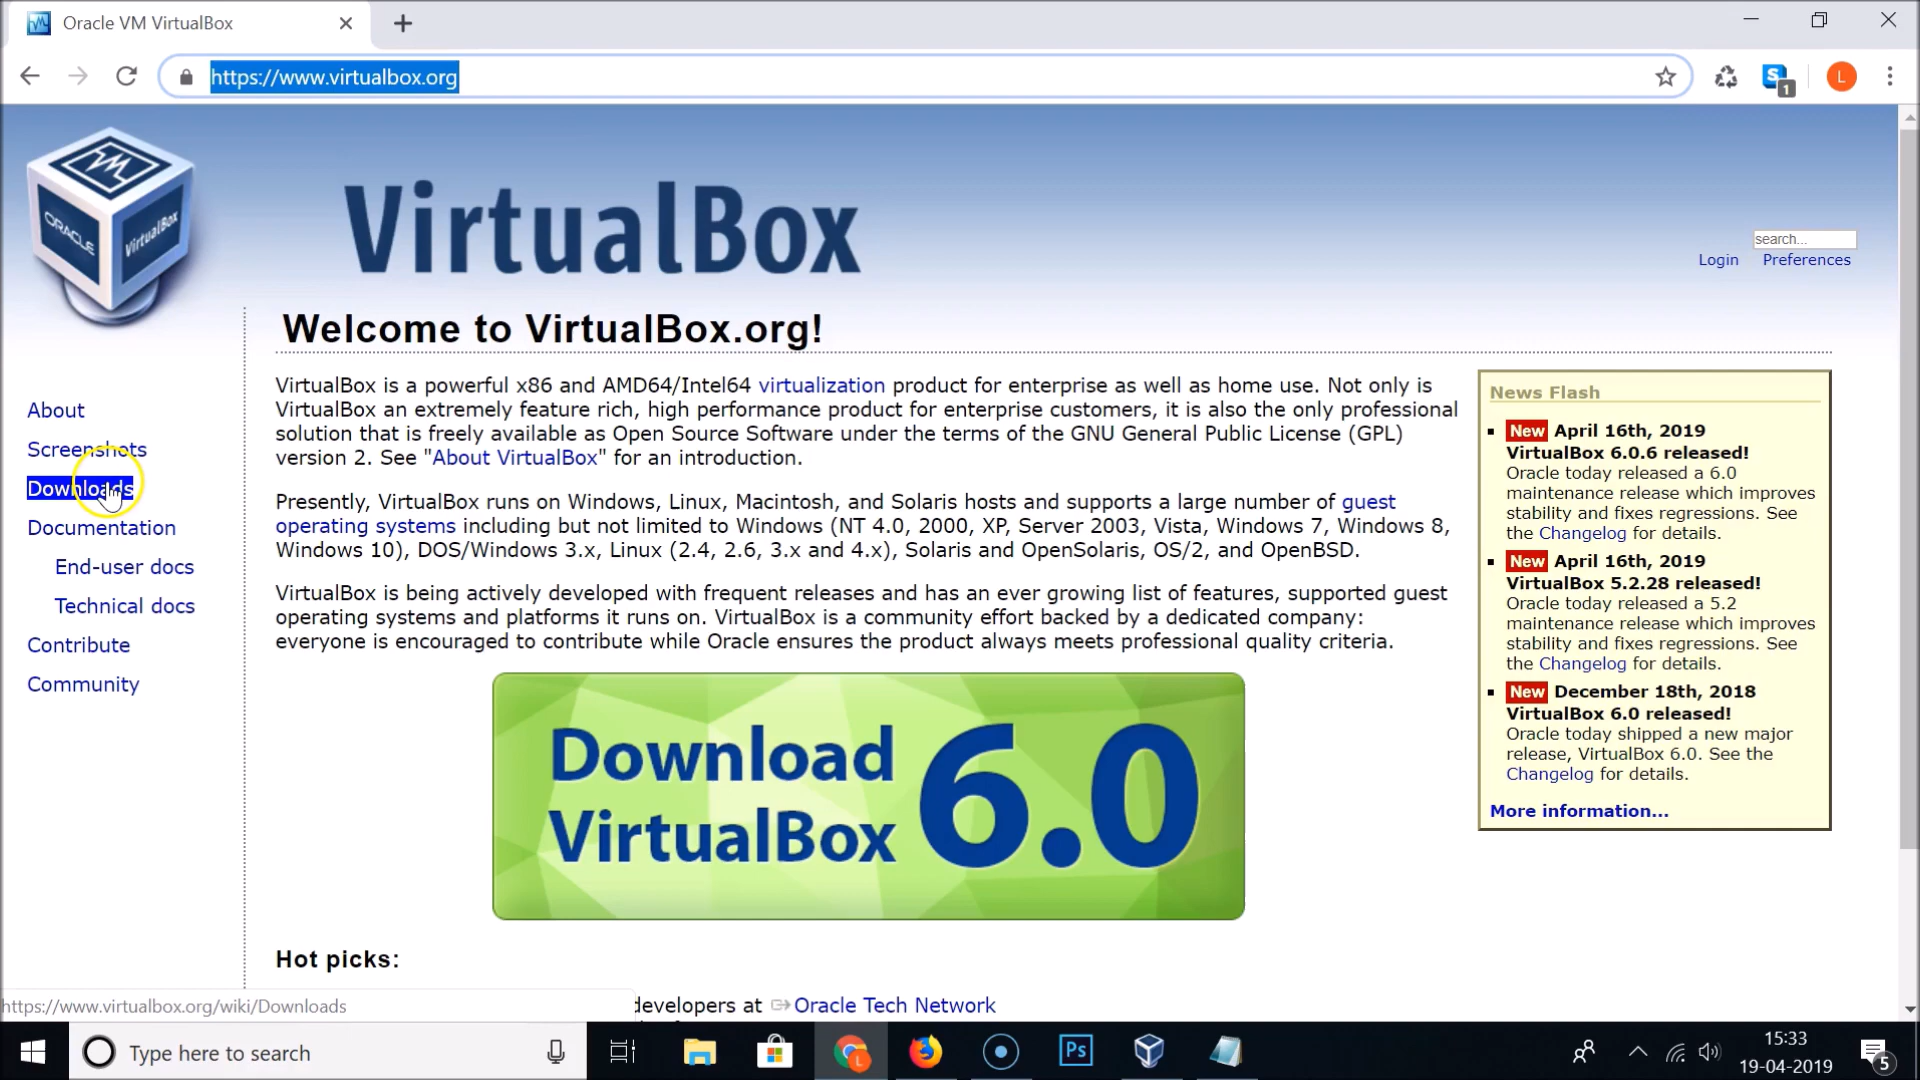 Oracle VM VirtualBox
https://www.virtualbox.org
S
1
L
ORACLE
VirtualBox
VirtualBox
search...
Login Preferences
Welcome to VirtualBox.org!
About
Screenshots
Downloads
Documentation
End-user docs
Technical docs
Contribute
Community
VirtualBox is a powerful x86 and AMD64/Intel64 virtualization product for enterprise as well as home use. Not only is
VirtualBox an extremely feature rich, high performance product for enterprise customers, it is also the only professional
solution that is freely available as Open Source Software under the terms of the GNU General Public License (GPL)
version 2. See "About VirtualBox" for an introduction.
Presently, VirtualBox runs on Windows, Linux, Macintosh, and Solaris hosts and supports a large number of guest
operating systems including but not limited to Windows (NT 4.0, 2000, XP, Server 2003, Vista, Windows 7, Windows 8,
Windows 10), DOS/Windows 3.x, Linux (2.4, 2.6, 3.x and 4.x), Solaris and OpenSolaris, OS/2, and OpenBSD.
VirtualBox is being actively developed with frequent releases and has an ever growing list of features, supported guest
operating systems and platforms it runs on. VirtualBox is a community effort backed by a dedicated company:
everyone is encouraged to contribute while Oracle ensures the product always meets professional quality criteria.
Download
VirtualBox
6.0
Hot picks:
developers at Oracle Tech Network
News Flash
New April 16th, 2019
VirtualBox 6.0.6 released!
Oracle today released a 6.0
maintenance release which improves
stability and fixes regressions. See
the Changelog for details.
New April 16th, 2019
VirtualBox 5.2.28 released!
Oracle today released a 5.2
maintenance release which improves
stability and fixes regressions. See
the Changelog for details.
New December 18th, 2018
VirtualBox 6.0 released!
Oracle today shipped a new major
release, VirtualBox 6.0. See the
Changelog for details.
More information...
https://www.virtualbox.org/wiki/Downloads
Type here to search
L
Ps
15:33
19-04-2019
5